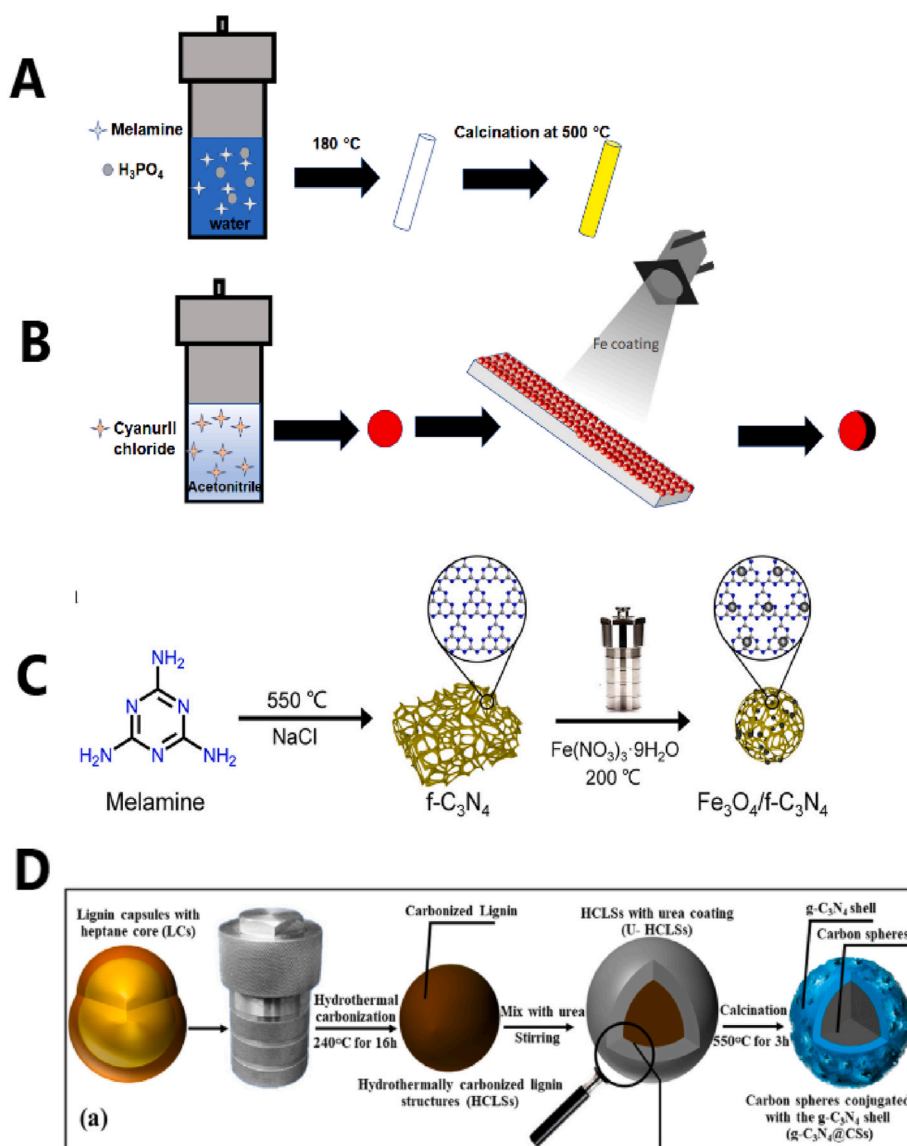 A
Melamine
H₃PO₄
water
180 °C
Calcination at 500 °C
B
Cyanuril
chloride
Acetonitrile
Fe coating
C
NH₂
N
N
N
H₂N
NH₂
Melamine
550 ℃
NaCl
f-C₃N₄
Fe(NO₃)₃·9H₂O
200 ℃
Fe₃O₄/f-C₃N₄
D
Lignin capsules with
heptane core (LCs)
Hydrothermal
carbonization
240°C for 16h
Carbonized Lignin
Hydrothermally carbonized lignin
structures (HCLSs)
Mix with urea
Stirring
HCLSs with urea coating
(U- HCLSs)
Calcination
550°C for 3h
g-C₃N₄ shell
Carbon spheres
Carbon spheres conjugated
with the g-C₃N₄ shell
(g-C₃N₄@CSs)
(a)